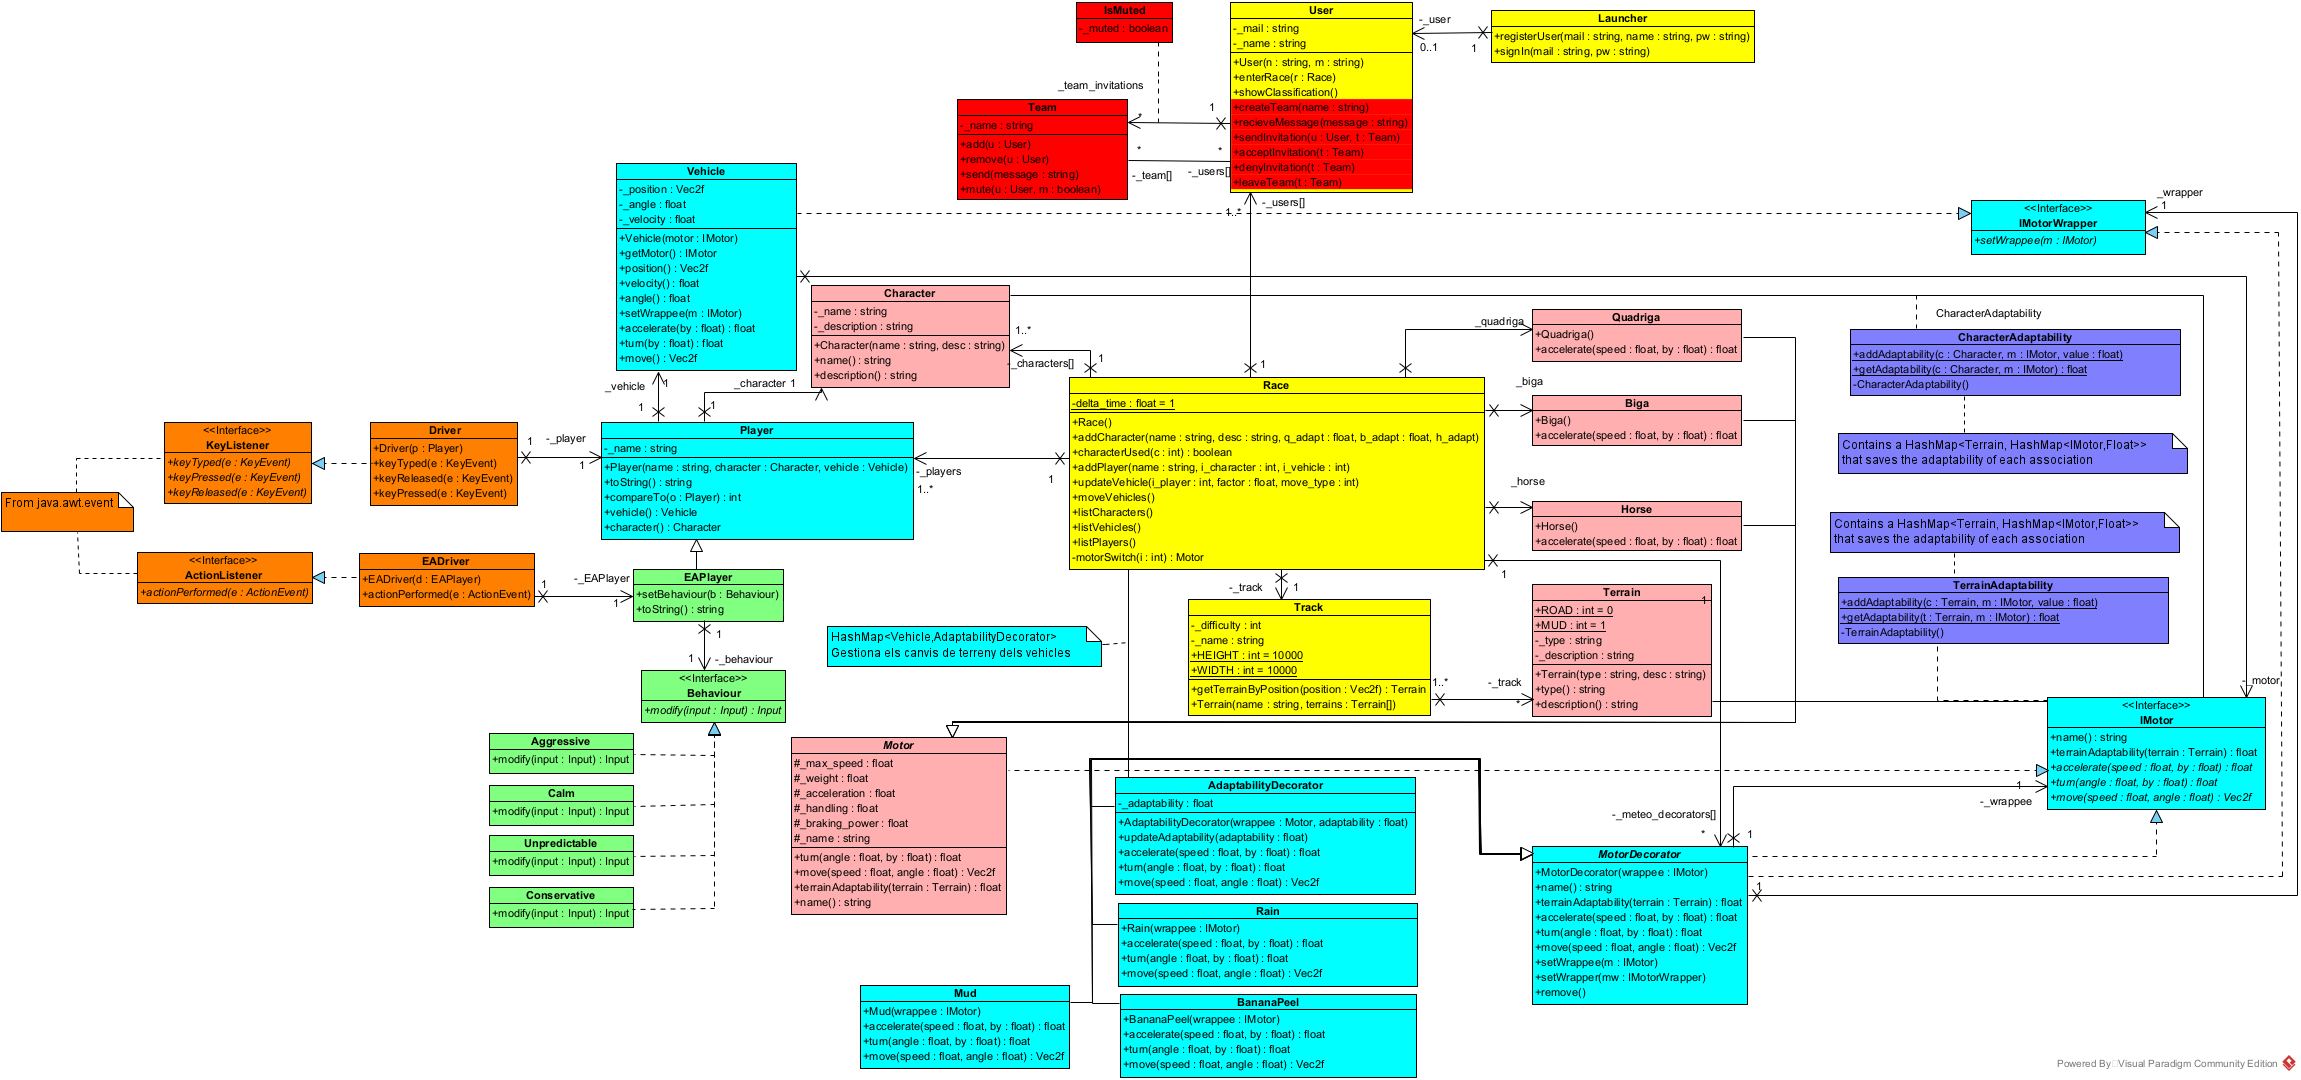 IsMuted
-_muted : boolean
User
-_mail : string
-_name : string
+User(n : string, m : string)
+enterRace(r : Race)
+showClassification()
+createTeam(name : string)
+recieveMessage(message : string)
+sendInvitation(u : User, t : Team)
+acceptInvitation(t : Team)
+denyInvitation(t : Team)
+leaveTeam(t : Team)
-_user
0..1
1
Launcher
+registerUser(mail : string, name : string, pw : string)
+signIn(mail : string, pw : string)
_team_invitations
*
1
Team
-_name : string
+add(u : User)
+remove(u : User)
+send(message : string)
+mute(u : User, m : boolean)
*
*
-_team[]
-_users[]
Vehicle
-_position : Vec2f
-_angle : float
-_velocity : float
+Vehicle(motor : IMotor)
+getMotor() : IMotor
+position() : Vec2f
+velocity() : float
+angle() : float
+setWrappee(m : IMotor)
+accelerate(by : float) : float
+turn(by : float) : float
+move() : Vec2f
-_users[]
1..*
1
_wrapper
1
<<Interface>>
IMotorWrapper
+setWrappee(m : IMotor)
Character
-_name : string
-_description : string
+Character(name : string, desc : string)
+name() : string
+description() : string
1..*
-_characters[]
1
_quadriga
Quadriga
+Quadriga()
+accelerate(speed : float, by : float) : float
CharacterAdaptability
CharacterAdaptability
+addAdaptability(c : Character, m : IMotor, value : float)
+getAdaptability(c : Character, m : IMotor) : float
-CharacterAdaptability()
_vehicle
1
1
_character
1
1
Race
-delta_time : float = 1
+Race()
+addCharacter(name : string, desc : string, q_adapt : float, b_adapt : float, h_adapt)
+characterUsed(c : int) : boolean
+addPlayer(name : string, i_character : int, i_vehicle : int)
+updateVehicle(i_player : int, factor : float, move_type : int)
+moveVehicles()
+listCharacters()
+listVehicles()
+listPlayers()
-motorSwitch(i : int) : Motor
_biga
Biga
+Biga()
+accelerate(speed : float, by : float) : float
Contains a HashMap<Terrain, HashMap<IMotor,Float>>
that saves the adaptability of each association
<<Interface>>
KeyListener
+keyTyped(e : KeyEvent)
+keyPressed(e : KeyEvent)
+keyReleased(e : KeyEvent)
Driver
+Driver(p : Player)
+keyTyped(e : KeyEvent)
+keyReleased(e : KeyEvent)
+keyPressed(e : KeyEvent)
1
-_player
1
Player
-_name : string
+Player(name : string, character : Character, vehicle : Vehicle)
+toString() : string
+compareTo(o : Player) : int
+vehicle() : Vehicle
+character() : Character
-_players
1..*
1
_horse
Horse
+Horse()
+accelerate(speed : float, by : float) : float
From java.awt.event
Contains a HashMap<Terrain, HashMap<IMotor,Float>>
that saves the adaptability of each association
<<Interface>>
ActionListener
+actionPerformed(e : ActionEvent)
EADriver
+EADriver(d : EAPlayer)
+actionPerformed(e : ActionEvent)
1
-_EAPlayer
1
EAPlayer
+setBehaviour(b : Behaviour)
+toString() : string
1
1
-_behaviour
-_track
1
1
Track
-_difficulty : int
-_name : string
+HEIGHT : int = 10000
+WIDTH : int = 10000
+getTerrainByPosition(position : Vec2f) : Terrain
+Terrain(name : string, terrains : Terrain[])
1..*
-_track
*
Terrain
1
+ROAD : int = 0
+MUD : int = 1
-_type : string
-_description : string
+Terrain(type : string, desc : string)
+type() : string
+description() : string
TerrainAdaptability
+addAdaptability(c : Terrain, m : IMotor, value : float)
+getAdaptability(t : Terrain, m : IMotor) : float
-TerrainAdaptability()
HashMap<Vehicle,AdaptabilityDecorator>
Gestiona els canvis de terreny dels vehicles
<<Interface>>
Behaviour
+modify(input : Input) : Input
-_motor
<<Interface>>
IMotor
+name() : string
+terrainAdaptability(terrain : Terrain) : float
+accelerate(speed : float, by : float) : float
+turn(angle : float, by : float) : float
+move(speed : float, angle : float) : Vec2f
Aggressive
+modify(input : Input) : Input
Calm
+modify(input : Input) : Input
Unpredictable
+modify(input : Input) : Input
Conservative
+modify(input : Input) : Input
Motor
#_max_speed : float
#_weight : float
#_acceleration : float
#_handling : float
#_braking_power : float
#_name : string
+turn(angle : float, by : float) : float
+move(speed : float, angle : float) : Vec2f
+terrainAdaptability(terrain : Terrain) : float
+name() : string
AdaptabilityDecorator
-_adaptability : float
+AdaptabilityDecorator(wrappee : Motor, adaptability : float)
+updateAdaptability(adaptability : float)
+accelerate(speed : float, by : float) : float
+turn(angle : float, by : float) : float
+move(speed : float, angle : float) : Vec2f
-_meteo_decorators[]
*
1
1
-_wrappee
MotorDecorator
+MotorDecorator(wrappee : IMotor)
+name() : string
+terrainAdaptability(terrain : Terrain) : float
+accelerate(speed : float, by : float) : float
+turn(angle : float, by : float) : float
+move(speed : float, angle : float) : Vec2f
+setWrappee(m : IMotor)
+setWrapper(mw : IMotorWrapper)
+remove()
1
Rain
+Rain(wrappee : IMotor)
+accelerate(speed : float, by : float) : float
+turn(angle : float, by : float) : float
+move(speed : float, angle : float) : Vec2f
Mud
+Mud(wrappee : IMotor)
+accelerate(speed : float, by : float) : float
+turn(angle : float, by : float) : float
+move(speed : float, angle : float) : Vec2f
BananaPeel
+BananaPeel(wrappee : IMotor)
+accelerate(speed : float, by : float) : float
+turn(angle : float, by : float) : float
+move(speed : float, angle : float) : Vec2f
Powered By Visual Paradigm Community Edition